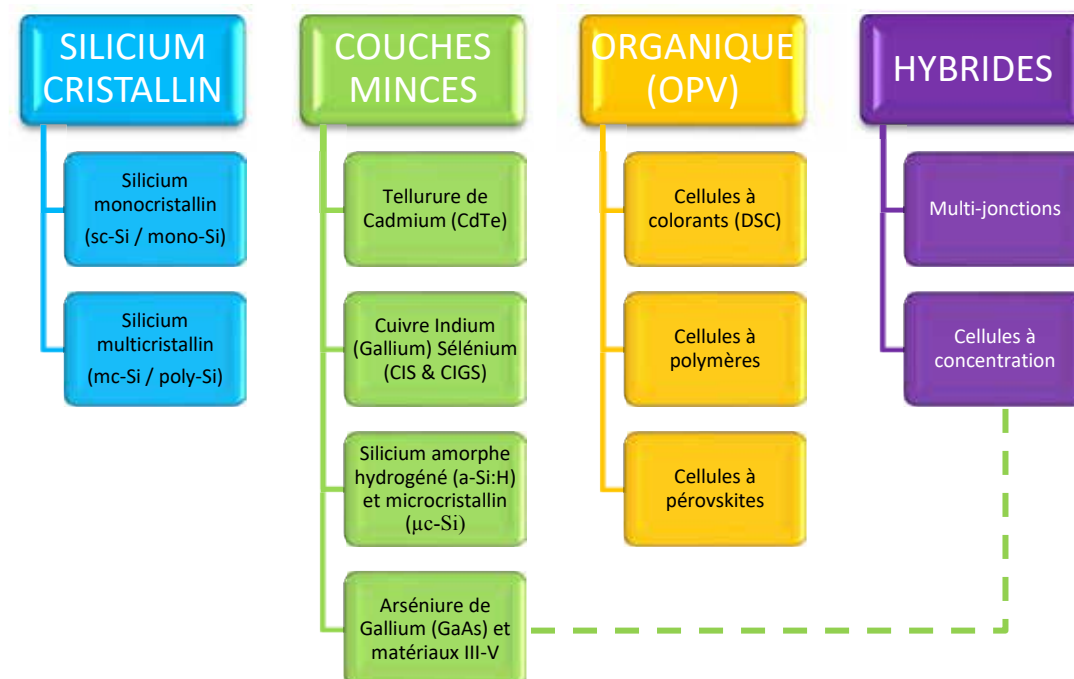 SILICIUM
CRISTALLIN
Silicium
monocristallin
(sc-Si / mono-Si)
Silicium
multicristallin
(mc-Si / poly-Si)
COUCHES
MINCES
Tellurure de
Cadmium (CdTe)
Cuivre Indium
(Gallium) Sélénium
(CIS & CIGS)
Silicium amorphe
hydrogéné (a-Si:H)
et microcristallin
(μc-Si)
Arséniure de
Gallium (GaAs) et
matériaux III-V
ORGANIQUE
(OPV)
Cellules à
colorants (DSC)
Cellules à
polymères
Cellules à
pérovskites
HYBRIDES
Multi-jonctions
Cellules à
concentration